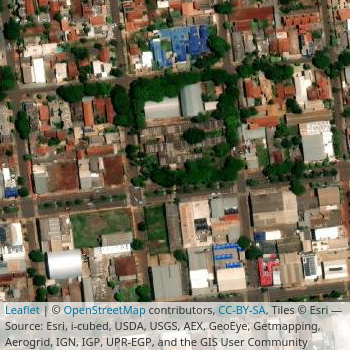 Leaflet | © OpenStreetMap contributors, CC-BY-SA, Tiles © Esri —
Source: Esri, i-cubed, USDA, USGS, AEX, GeoEye, Getmapping,
Aerogrid, IGN, IGP, UPR-EGP, and the GIS User Community